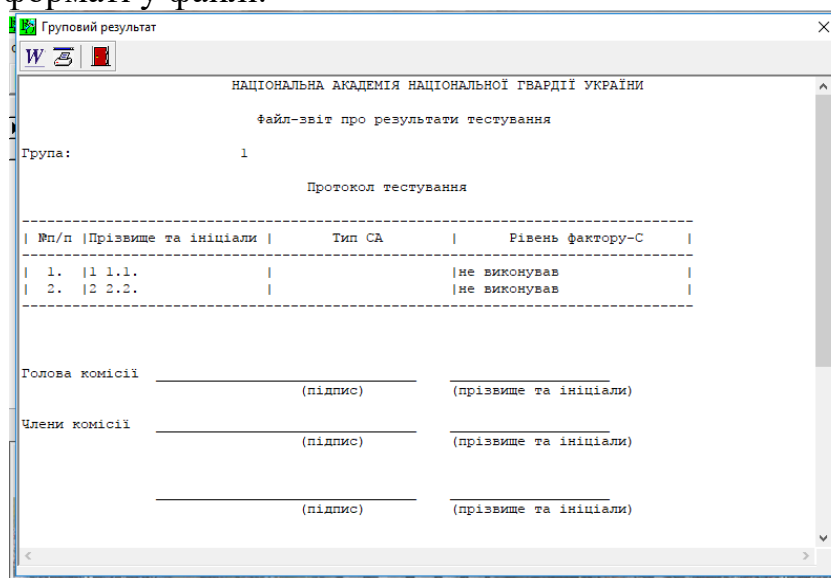 форматі у файлі.
Груповий результат
W
НАЦІОНАЛЬНА АКАДЕМІЯ НАЦІОНАЛЬНОЇ ГВАРДІЇ УКРАЇНИ
Файл-звіт про результати тестування
Група: 1
Протокол тестування
| №п/п |Прізвище та ініціали | Тип СА | Рівень фактору-С |
| 1. |1 1.1. | |не виконував |
| 2. |2 2.2. | |не виконував |
Голова комісії
(підпис) (прізвище та ініціали)
Члени комісії
(підпис) (прізвище та ініціали)
(підпис) (прізвище та ініціали)